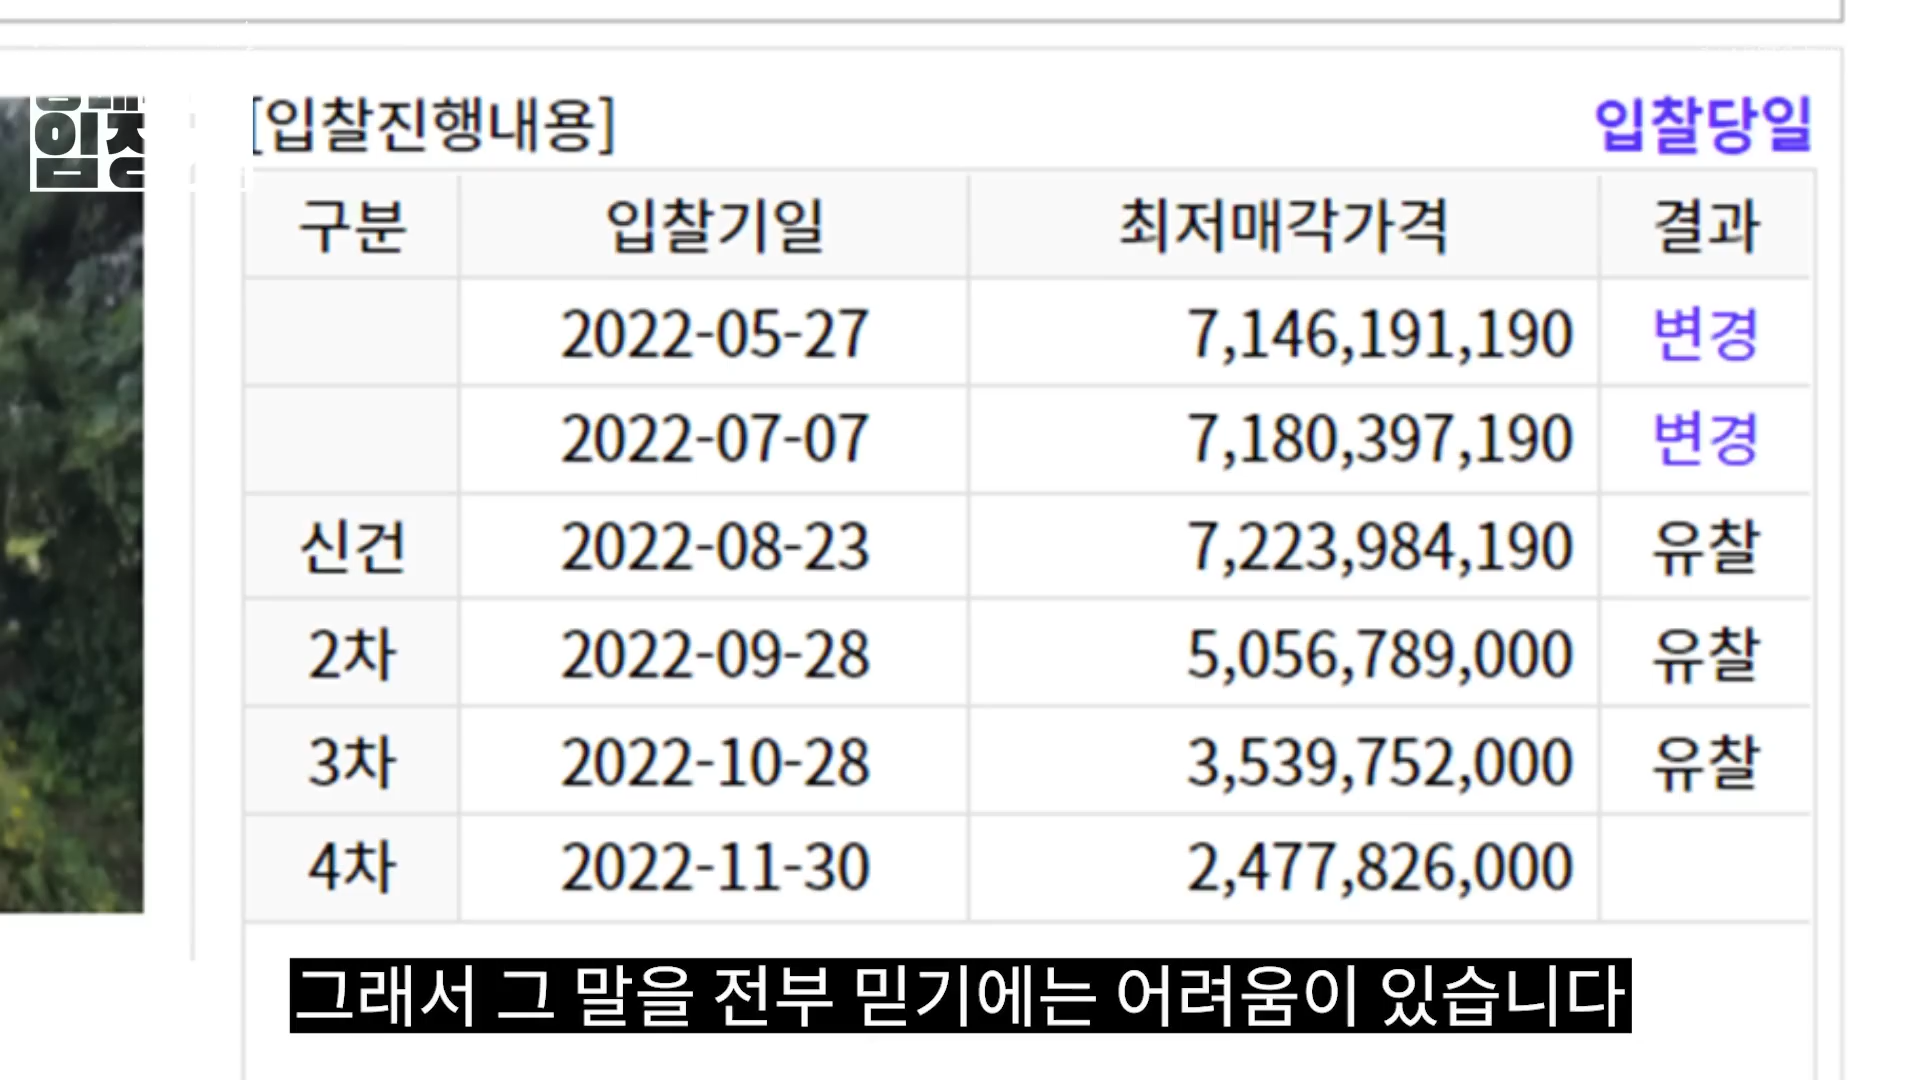 [입찰진행내용] 입찰당일
구분 입찰기일 최저매각가격 결과
2022-05-27 7,146,191,190 변경
2022-07-07 7,180,397,190 변경
신건 2022-08-23 7,223,984,190 유찰
2차 2022-09-28 5,056,789,000 유찰
3차 2022-10-28 3,539,752,000 유찰
4차 2022-11-30 2,477,826,000
그래서 그 말을 전부 믿기에는 어려움이 있습니다